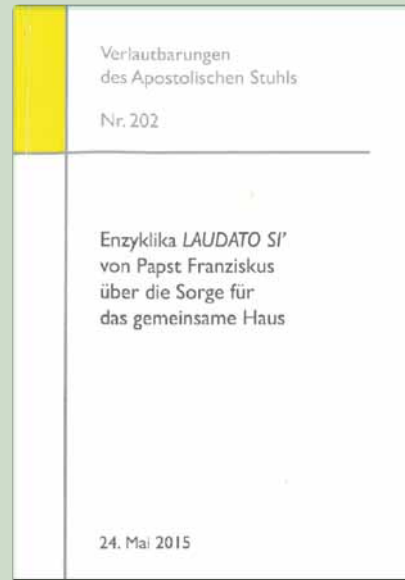 Verlautbarungen
des Apostolischen Stuhls
Nr. 202
Enzyklika LAUDATO SI’
von Papst Franziskus
über die Sorge für
das gemeinsame Haus
24. Mai 2015